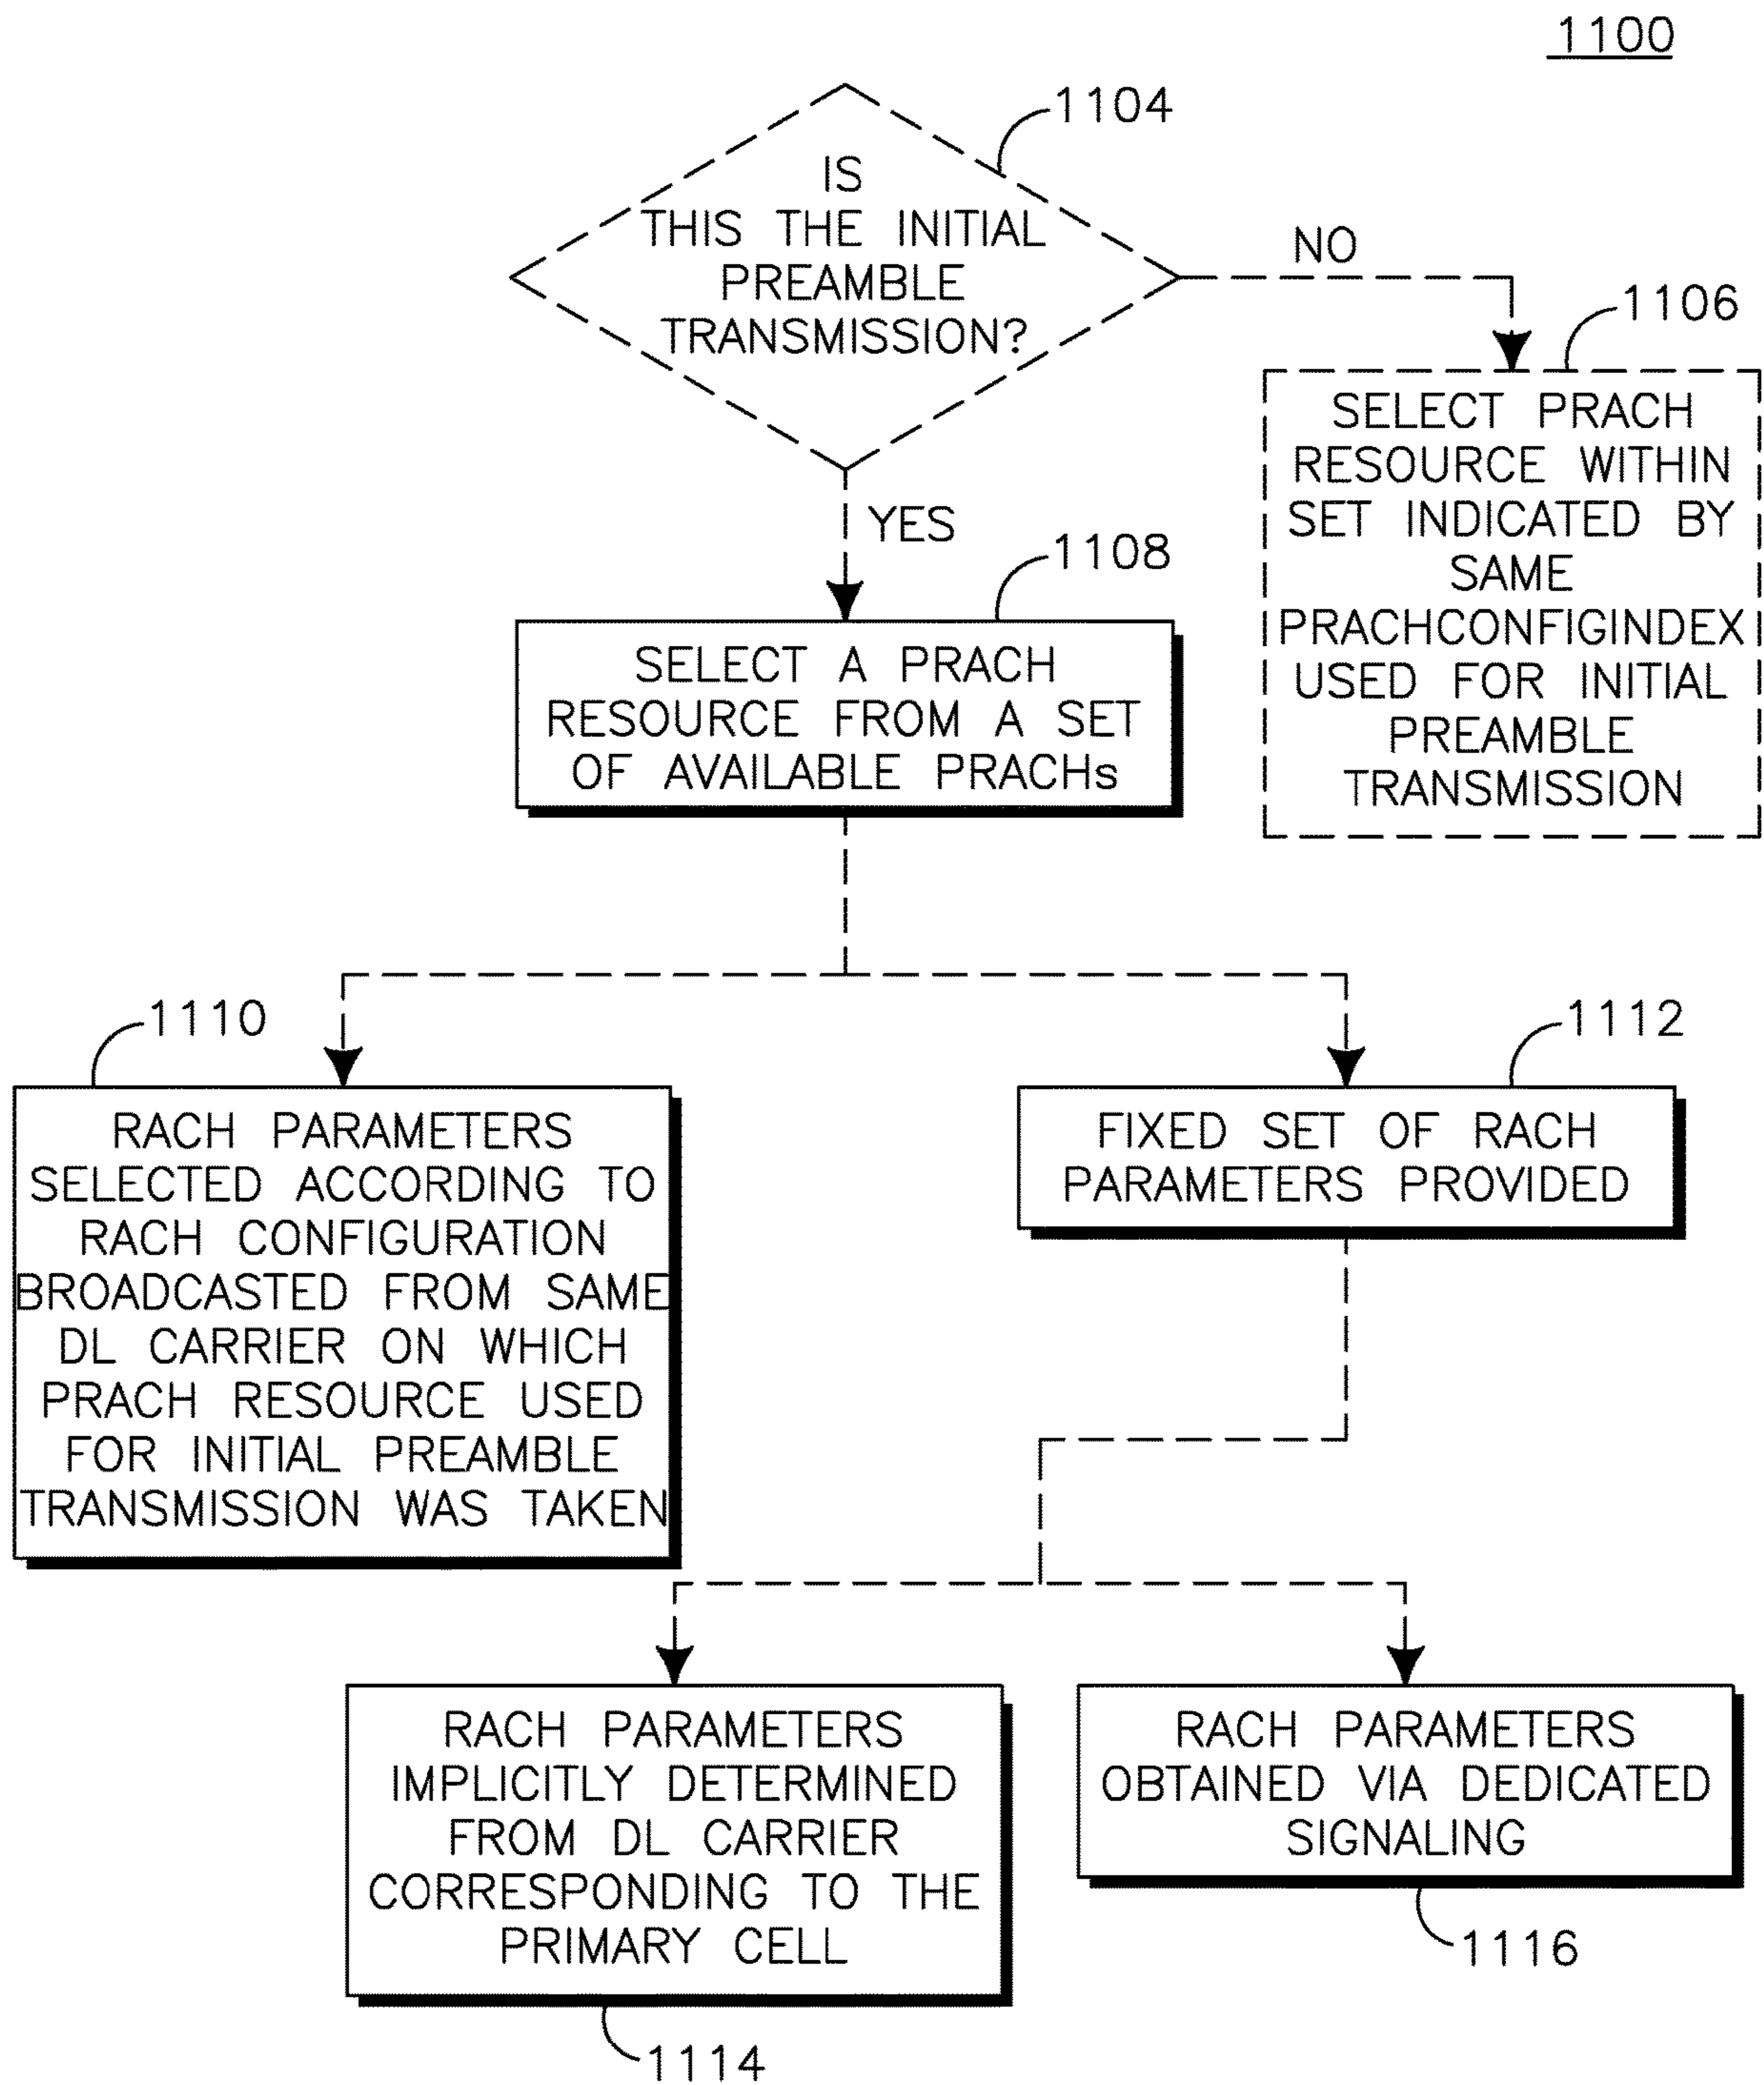 1100
1104
IS
THIS THE INITIAL
PREAMBLE
TRANSMISSION?
NO
1106
SELECT PRACH
RESOURCE WITHIN
SET INDICATED BY
SAME
PRACHCONFIGINDEX
USED FOR INITIAL
PREAMBLE
TRANSMISSION
YES
1108
SELECT A PRACH
RESOURCE FROM A SET
OF AVAILABLE PRACHs
1110
RACH PARAMETERS
SELECTED ACCORDING TO
RACH CONFIGURATION
BROADCASTED FROM SAME
DL CARRIER ON WHICH
PRACH RESOURCE USED
FOR INITIAL PREAMBLE
TRANSMISSION WAS TAKEN
1112
FIXED SET OF RACH
PARAMETERS PROVIDED
RACH PARAMETERS
IMPLICITLY DETERMINED
FROM DL CARRIER
CORRESPONDING TO THE
PRIMARY CELL
1114
RACH PARAMETERS
OBTAINED VIA DEDICATED
SIGNALING
1116